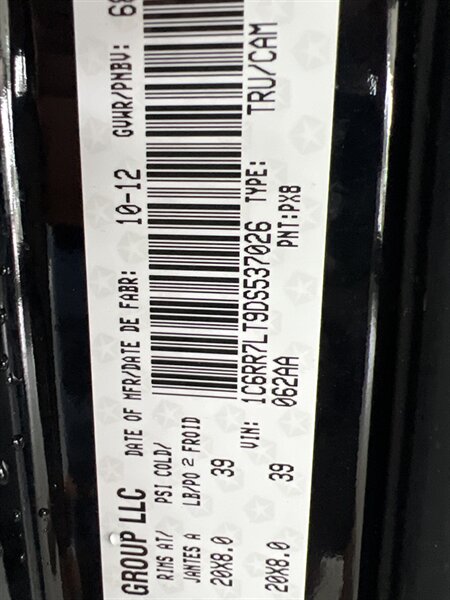 GROUP LLC DATE OF MFR/DATE DE FABR: 10-12 GVWR/PNBV: 68
RIMS AT/ PSI COLD/
JANTES A LB/PO 2 FROID
20X8.0 39
VIN: 1C6RR7LT9DS537026 TYPE: TRU/CAM
062AA PNT:PX8
20X8.0 39